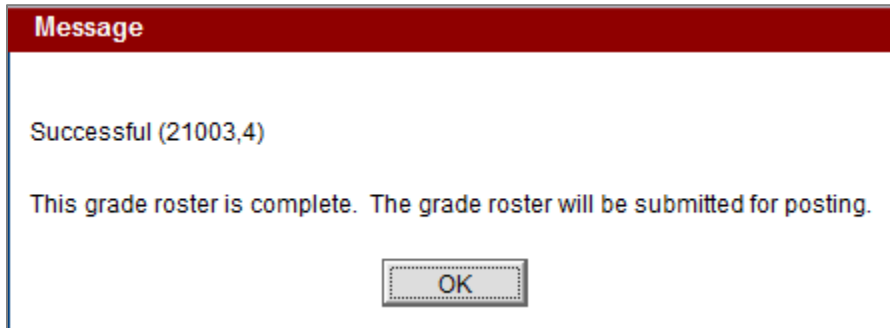 Message
Successful (21003,4)
This grade roster is complete.  The grade roster will be submitted for posting.
OK